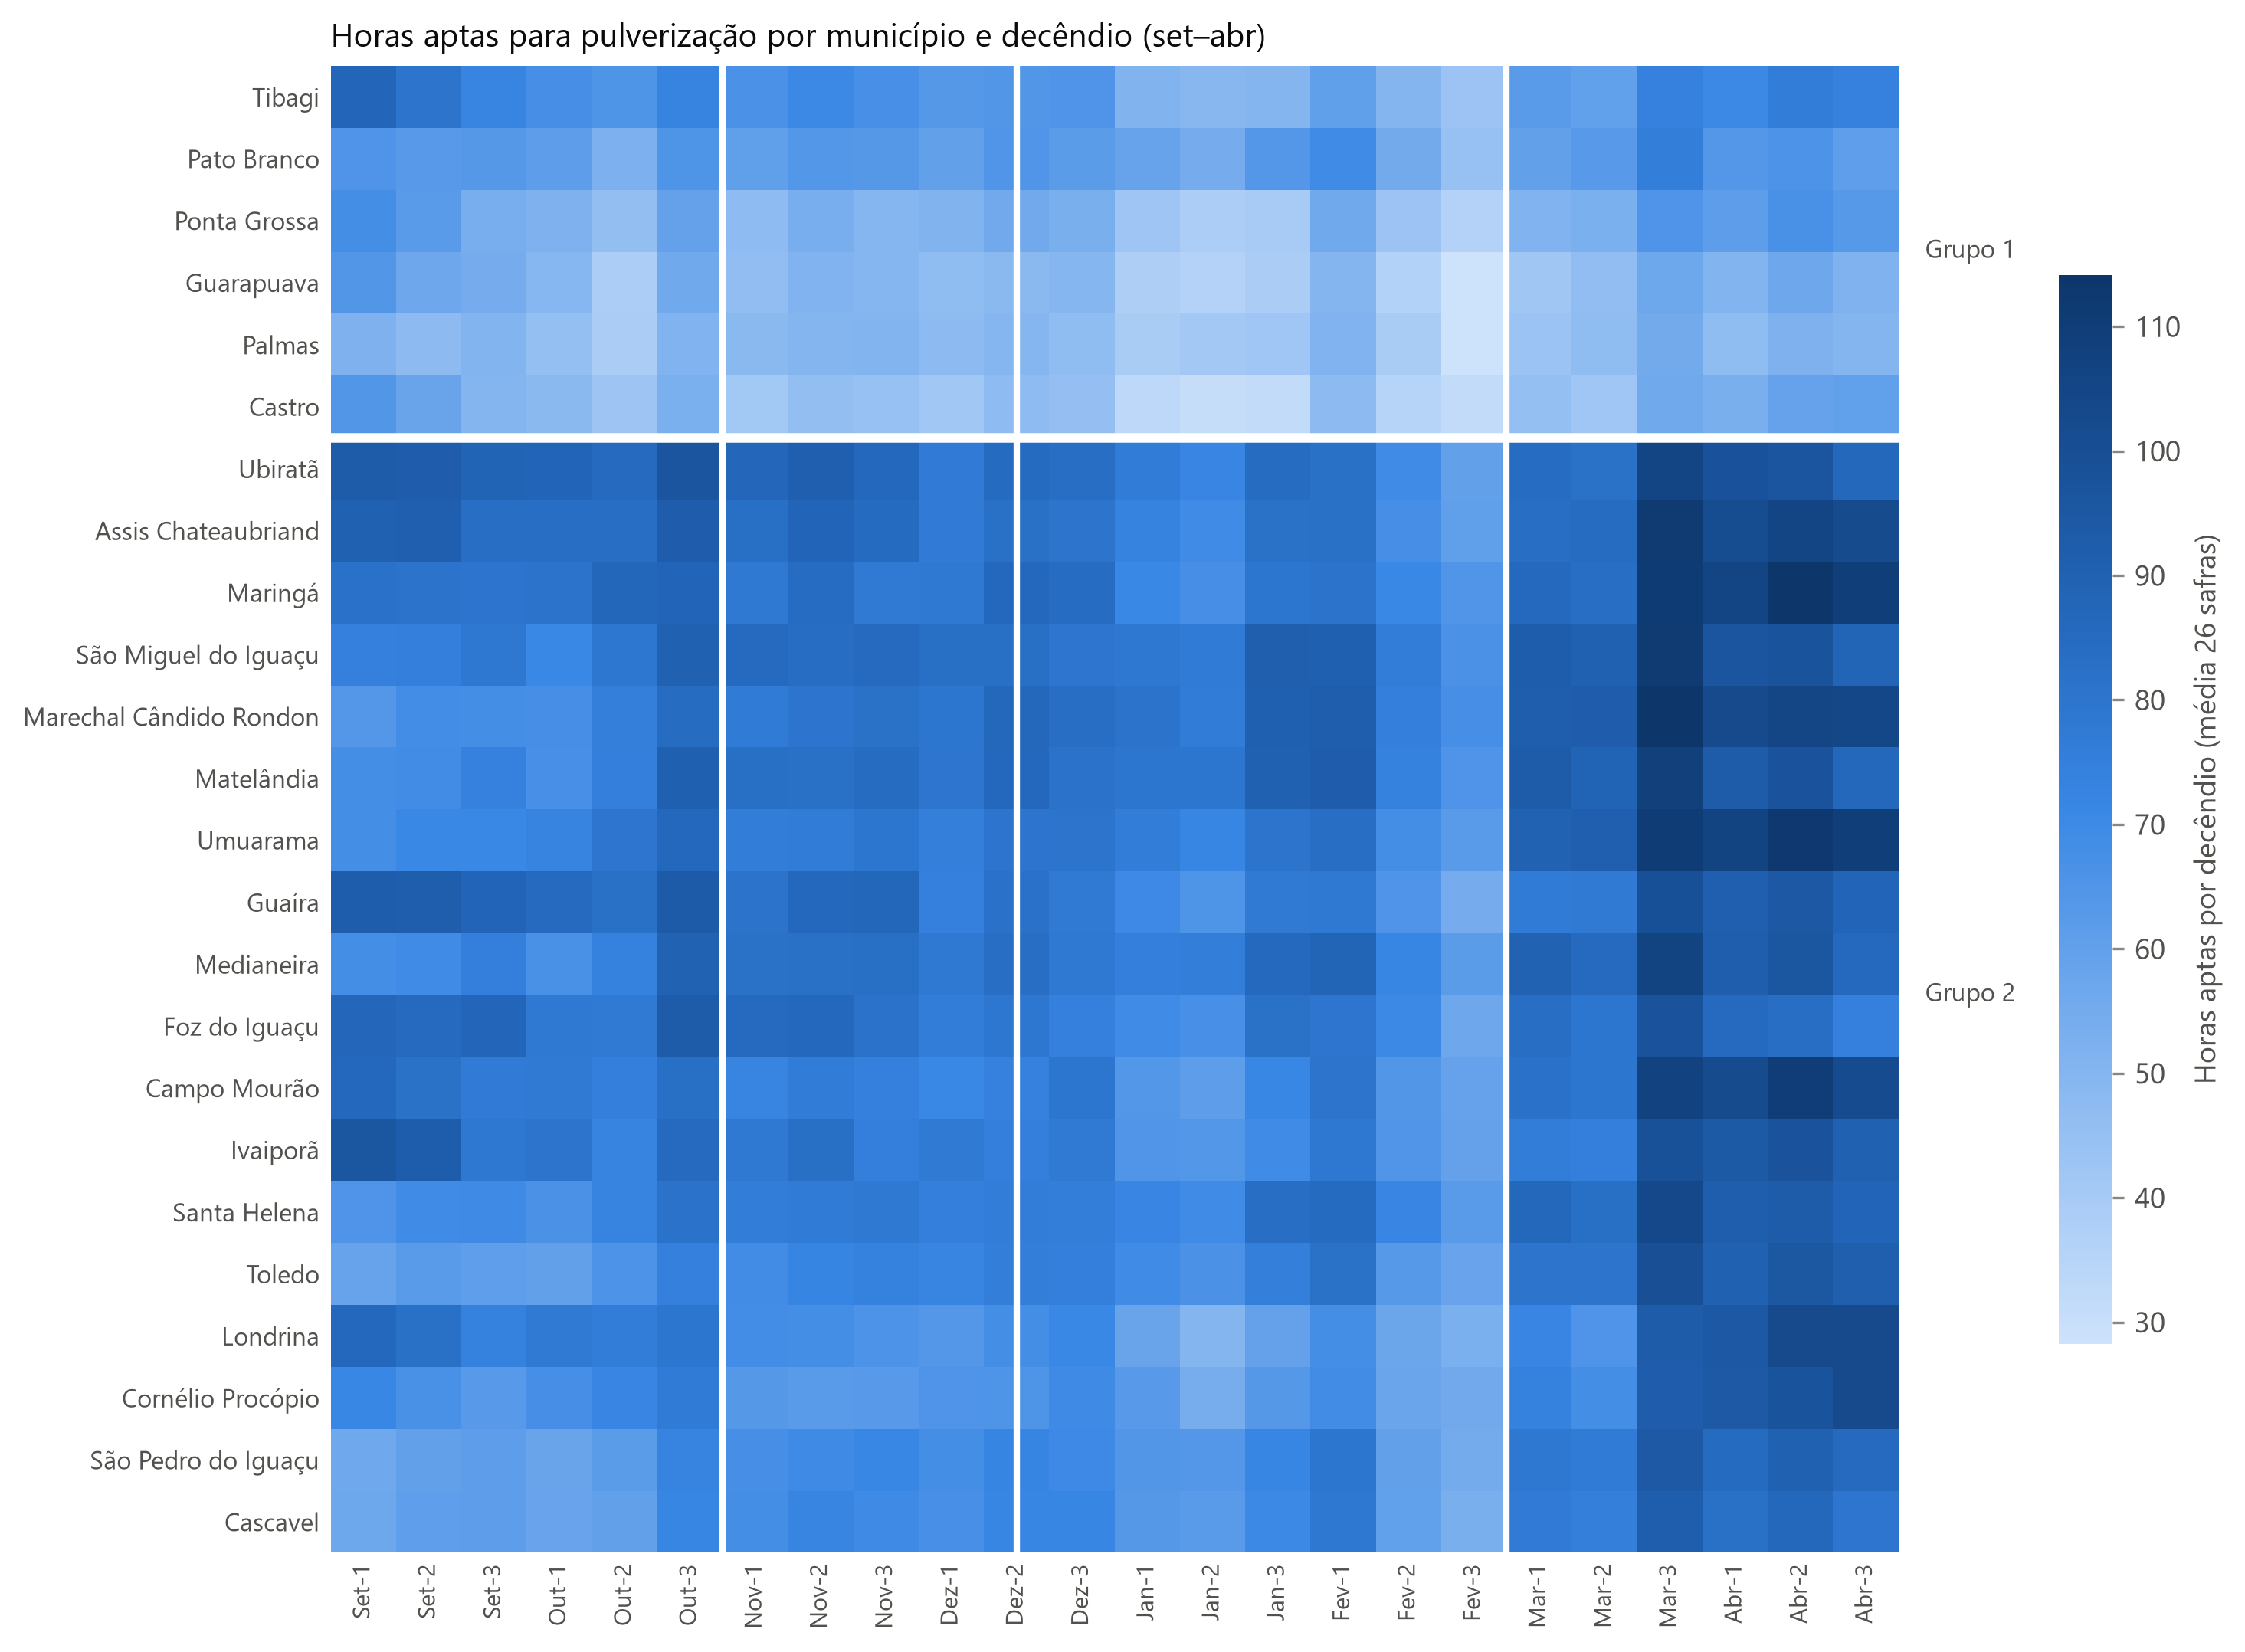 Horas aptas para pulverização por município e decêndio (set–abr)
Tibagi
Pato Branco
Ponta Grossa
Guarapuava
Palmas
Castro
Ubiratã
Assis Chateaubriand
Maringá
São Miguel do Iguaçu
Marechal Cândido Rondon
Matelândia
Umuarama
Guaíra
Medianeira
Foz do Iguaçu
Campo Mourão
Ivaiporã
Santa Helena
Toledo
Londrina
Cornélio Procópio
São Pedro do Iguaçu
Cascavel
Set-1
Set-2
Set-3
Out-1
Out-2
Out-3
Nov-1
Nov-2
Nov-3
Dez-1
Dez-2
Dez-3
Jan-1
Jan-2
Jan-3
Fev-1
Fev-2
Fev-3
Mar-1
Mar-2
Mar-3
Abr-1
Abr-2
Abr-3
Grupo 1
Grupo 2
110
100
90
80
70
60
50
40
30
Horas aptas por decêndio (média 26 safras)